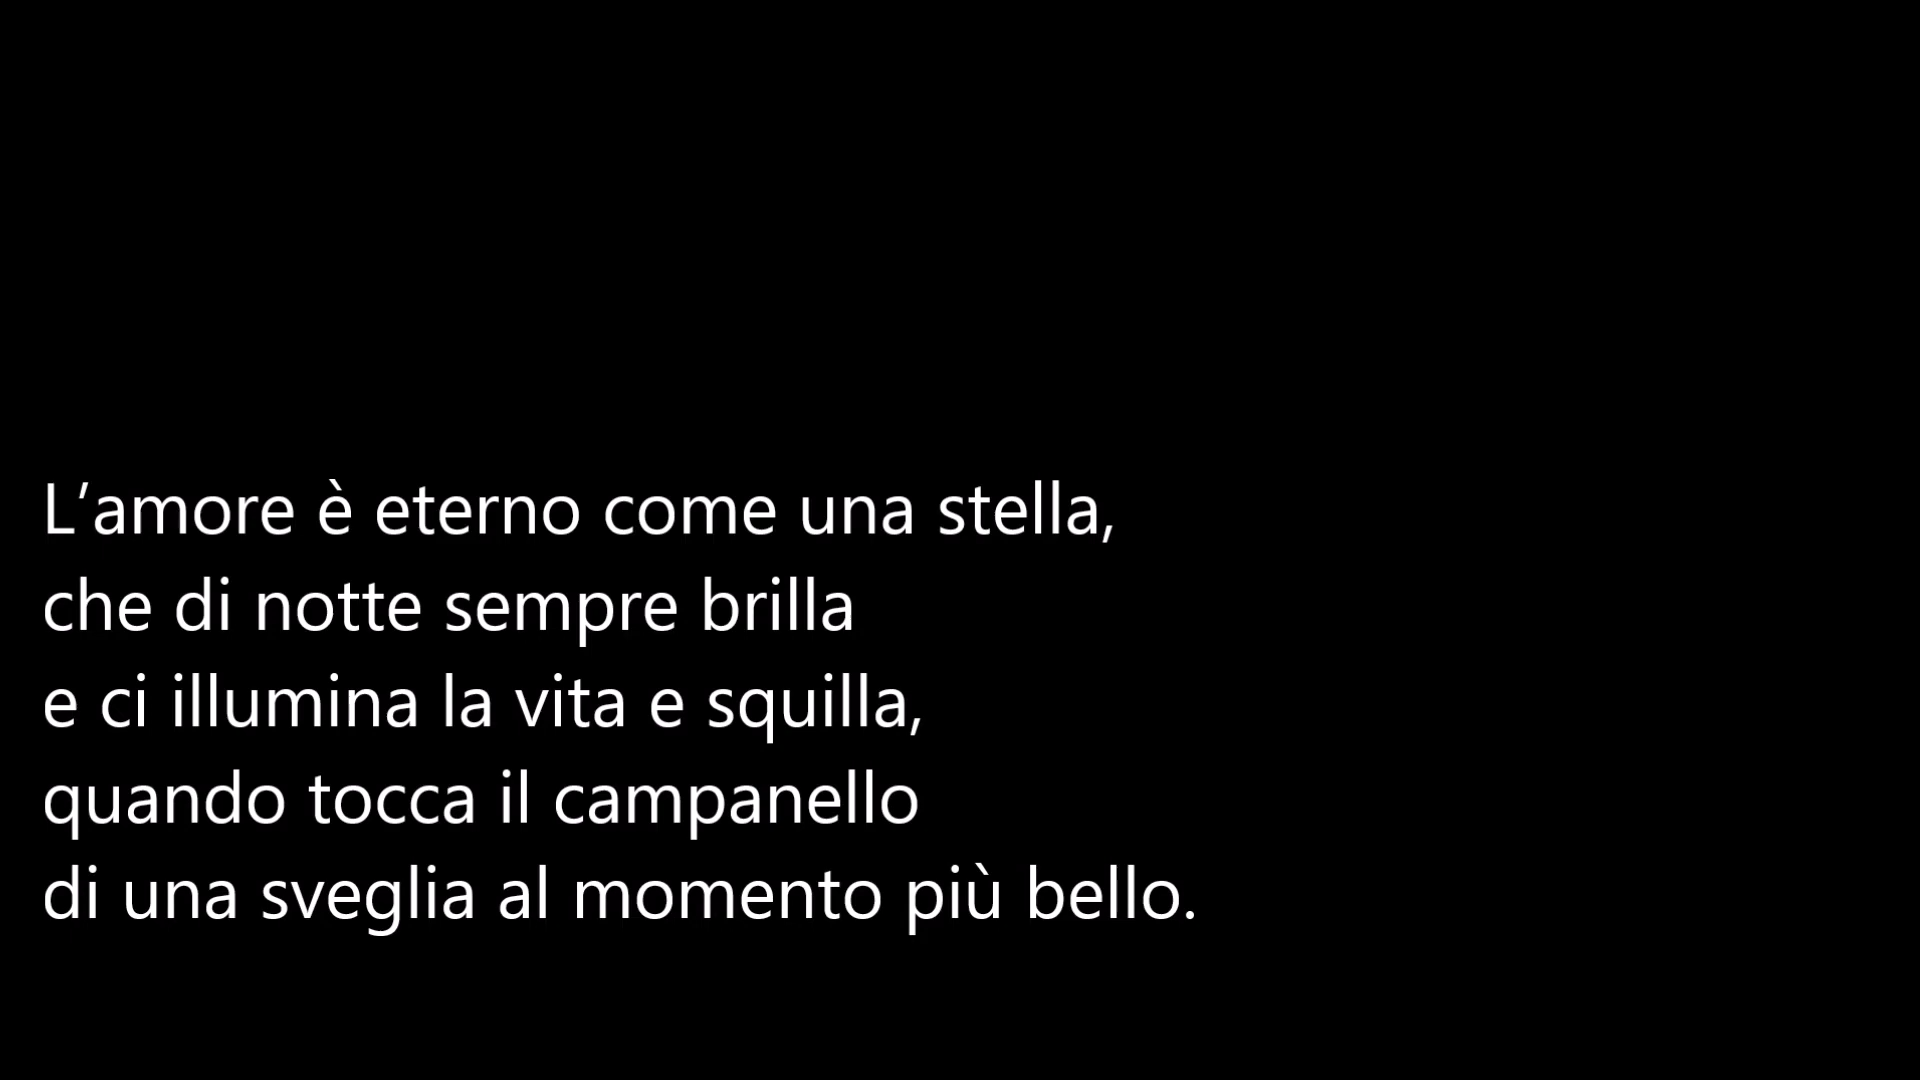 L’amore è eterno come una stella,
che di notte sempre brilla
e ci illumina la vita e squilla,
quando tocca il campanello
di una sveglia al momento più bello.